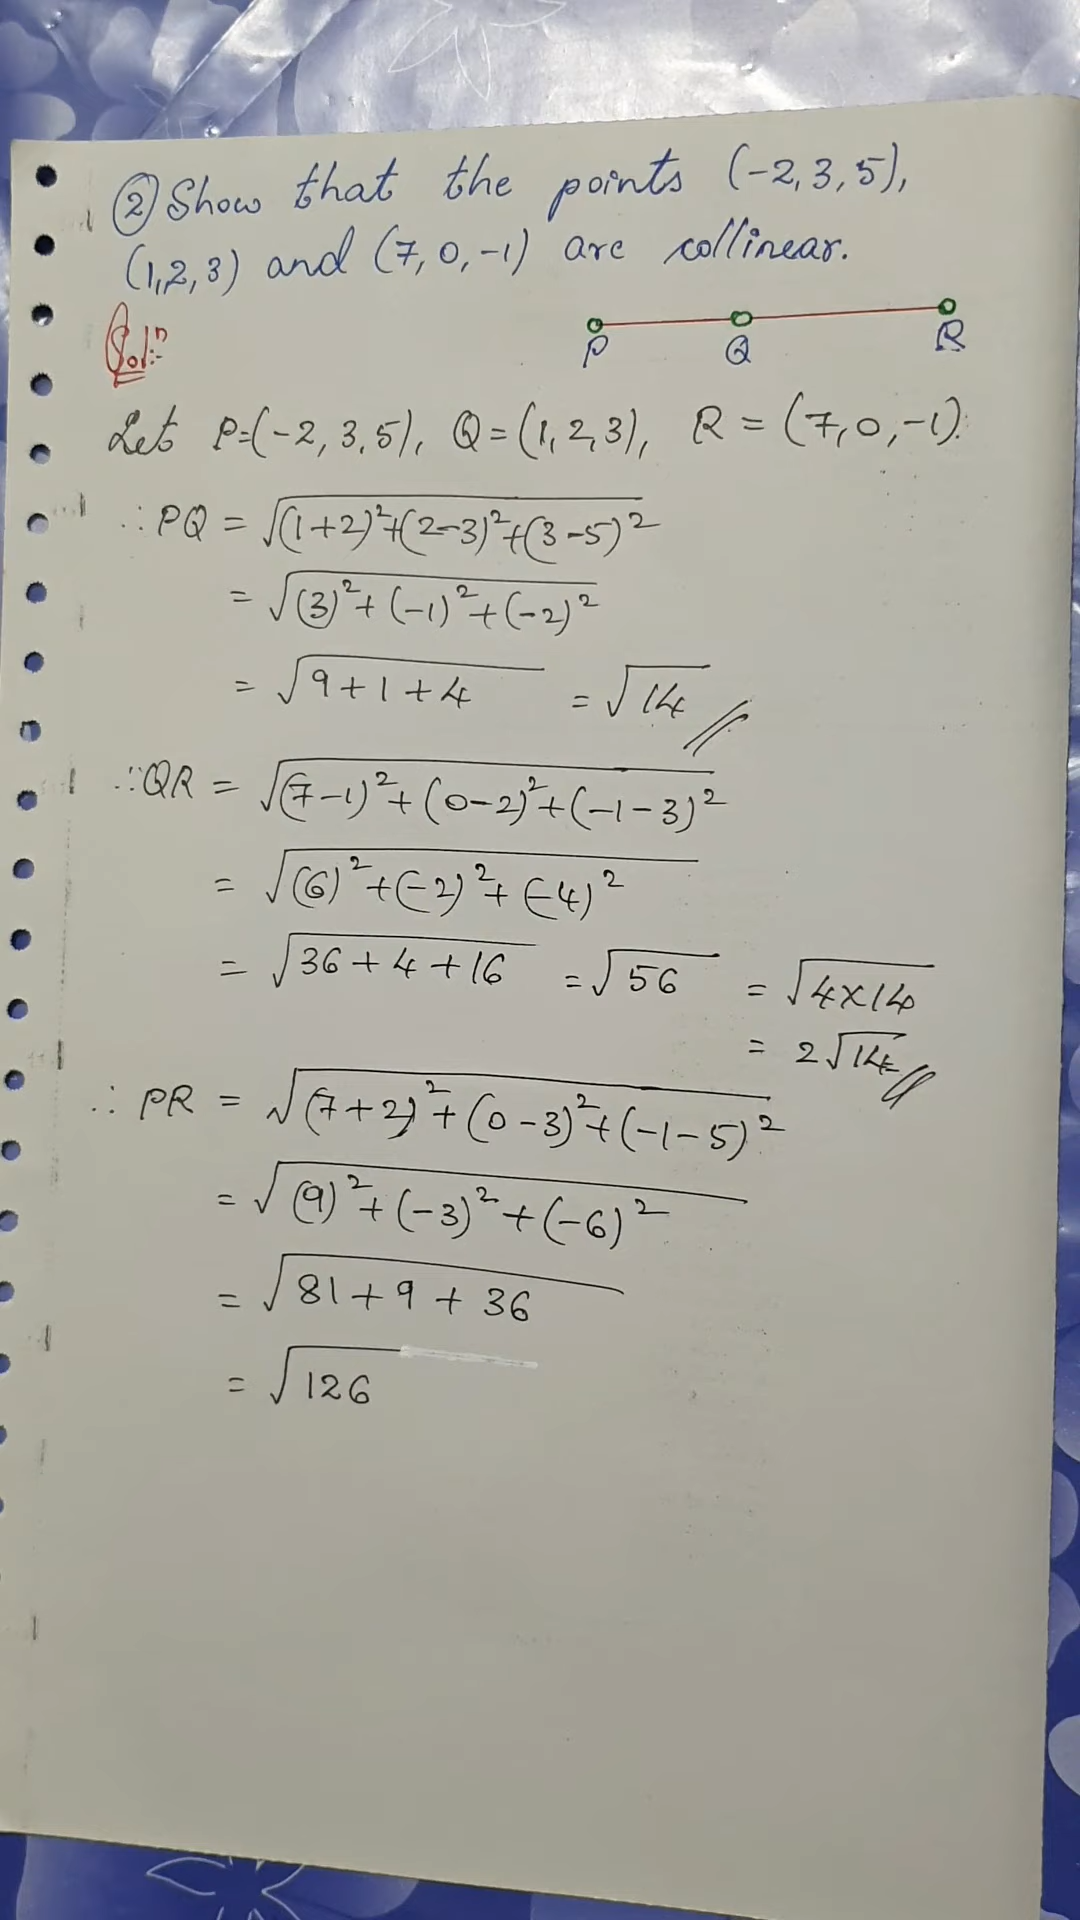 ② Show that the points (-2,3,5),
(1,2,3) and (7,0,-1) are collinear.
Solⁿ:-
P Q R
Let P=(-2,3,5), Q=(1,2,3), R=(7,0,-1).
∴ PQ = √(1+2)²+(2-3)²+(3-5)²
= √(3)²+(-1)²+(-2)²
= √9+1+4 = √14
∴ QR = √(7-1)²+(0-2)²+(-1-3)²
= √(6)²+(-2)²+(-4)²
= √36+4+16 = √56 = √4×14
= 2√14
∴ PR = √(7+2)²+(0-3)²+(-1-5)²
= √(9)²+(-3)²+(-6)²
= √81+9+36
= √126